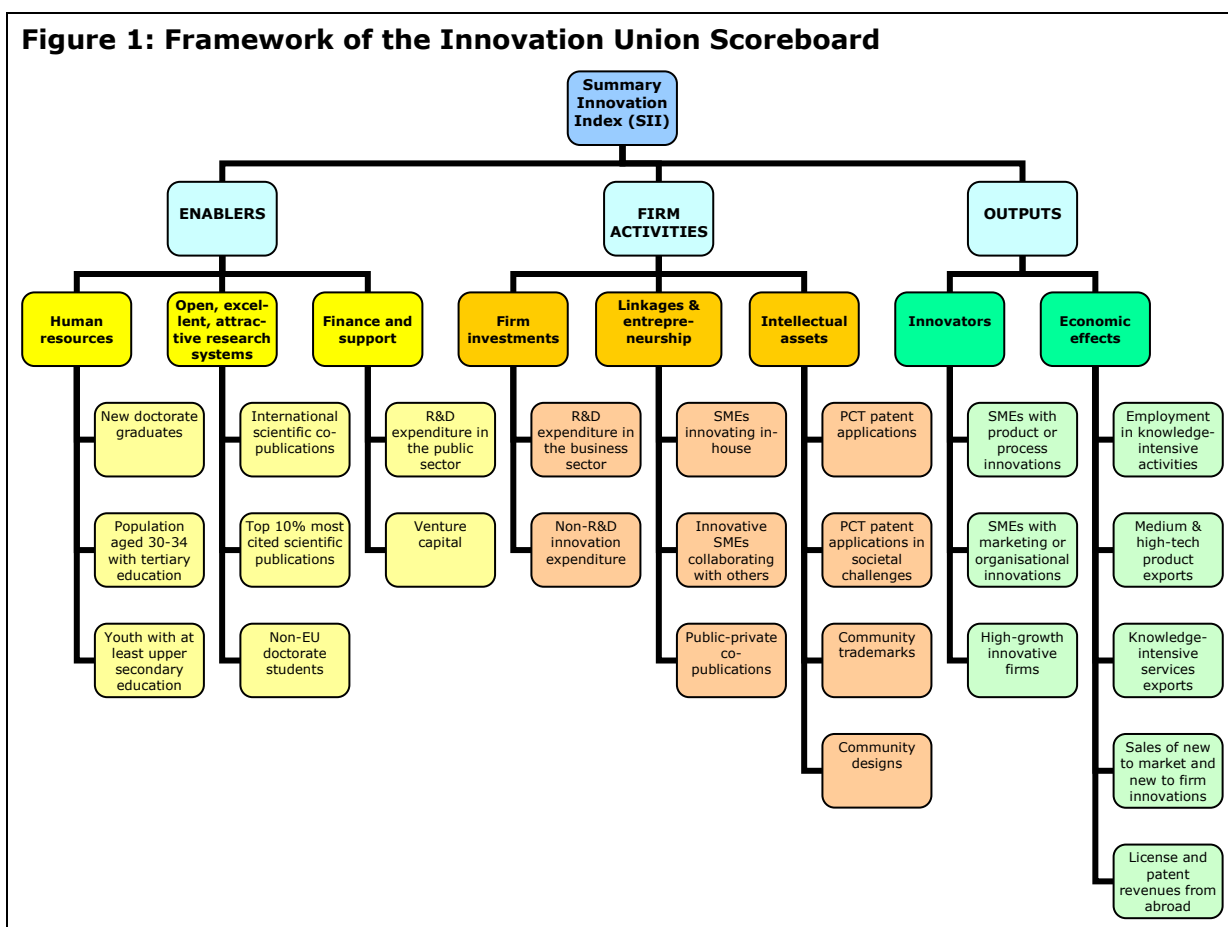 Figure 1: Framework of the Innovation Union Scoreboard
Summary
Innovation
Index (SII)
ENABLERS
FIRM
ACTIVITIES
OUTPUTS
Human
resources
Open, excel-
lent, attrac-
tive research
systems
Finance and
support
Firm
investments
Linkages &
entrepre-
neurship
Intellectual
assets
Innovators
Economic
effects
New doctorate
graduates
International
scientific co-
publications
R&D
expenditure in
the public
sector
R&D
expenditure in
the business
sector
SMEs
innovating in-
house
PCT patent
applications
SMEs with
product or
process
innovations
Employment
in knowledge-
intensive
activities
Population
aged 30-34
with tertiary
education
Top 10% most
cited scientific
publications
Venture
capital
Non-R&D
innovation
expenditure
Innovative
SMEs
collaborating
with others
PCT patent
applications in
societal
challenges
SMEs with
marketing or
organisational
innovations
Medium &
high-tech
product
exports
Youth with at
least upper
secondary
education
Non-EU
doctorate
students
Public-private
co-
publications
Community
trademarks
High-growth
innovative
firms
Knowledge-
intensive
services
exports
Community
designs
Sales of new
to market and
new to firm
innovations
License and
patent
revenues from
abroad